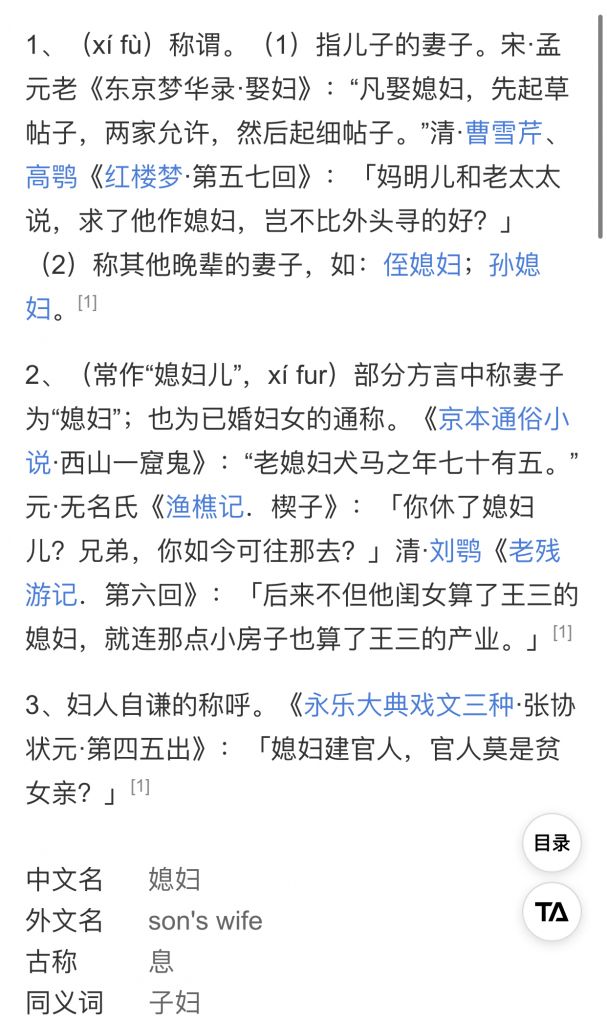 1、（xí fù）称谓。（1）指儿子的妻子。宋·孟
元老《东京梦华录·娶妇》：“凡娶媳妇，先起草
帖子，两家允许，然后起细帖子。”清·曹雪芹、
高鹗《红楼梦·第五七回》：「妈明儿和老太太
说，求了他作媳妇，岂不比外头寻的好？」
（2）称其他晚辈的妻子，如：侄媳妇；孙媳
妇。[1]
2、（常作“媳妇儿”，xí fur）部分方言中称妻子
为“媳妇”；也为已婚妇女的通称。《京本通俗小
说·西山一窟鬼》：“老媳妇犬马之年七十有五。”
元·无名氏《渔樵记．楔子》：「你休了媳妇
儿？兄弟，你如今可往那去？」清·刘鹗《老残
游记．第六回》：「后来不但他闺女算了王三的
媳妇，就连那点小房子也算了王三的产业。」[1]
3、妇人自谦的称呼。《永乐大典戏文三种·张协
状元·第四五出》：「媳妇建官人，官人莫是贫
女亲？」[1]
目录
中文名 媳妇
外文名 son's wife
古称 息
同义词 子妇